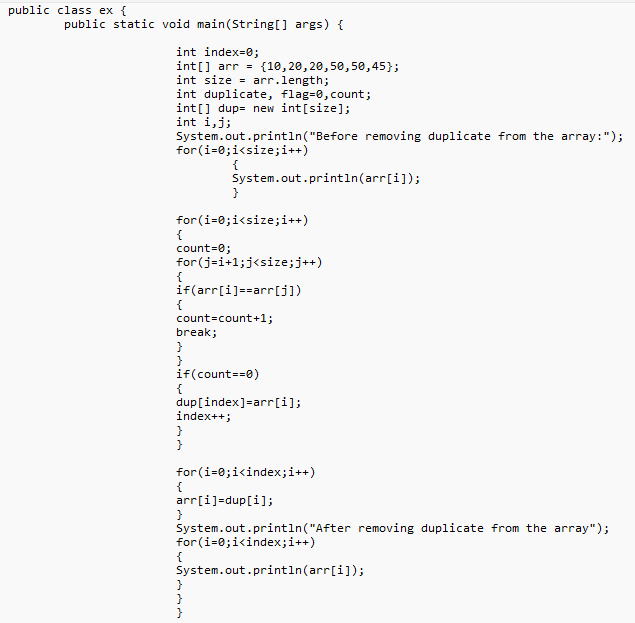 public class ex {
public static void main(String[] args) {
int index=0;
int[] arr = {10,20,20,50,50,45};
int size = arr.length;
int duplicate, flag=0,count;
int[] dup= new int[size];
int i,j;
System.out.println("Before removing duplicate from the array:");
for(i=0;i<size;i++)
{
System.out.println(arr[i]);
}
for(i=0;i<size;i++)
{
count=0;
for(j=i+1;j<size;j++)
{
if(arr[i]==arr[j])
{
count=count+1;
break;
}
}
if(count==0)
{
dup[index]=arr[i];
index++;
}
}
for(i=0;i<index;i++)
{
arr[i]=dup[i];
}
System.out.println("After removing duplicate from the array");
for(i=0;i<index;i++)
{
System.out.println(arr[i]);
}
}
}